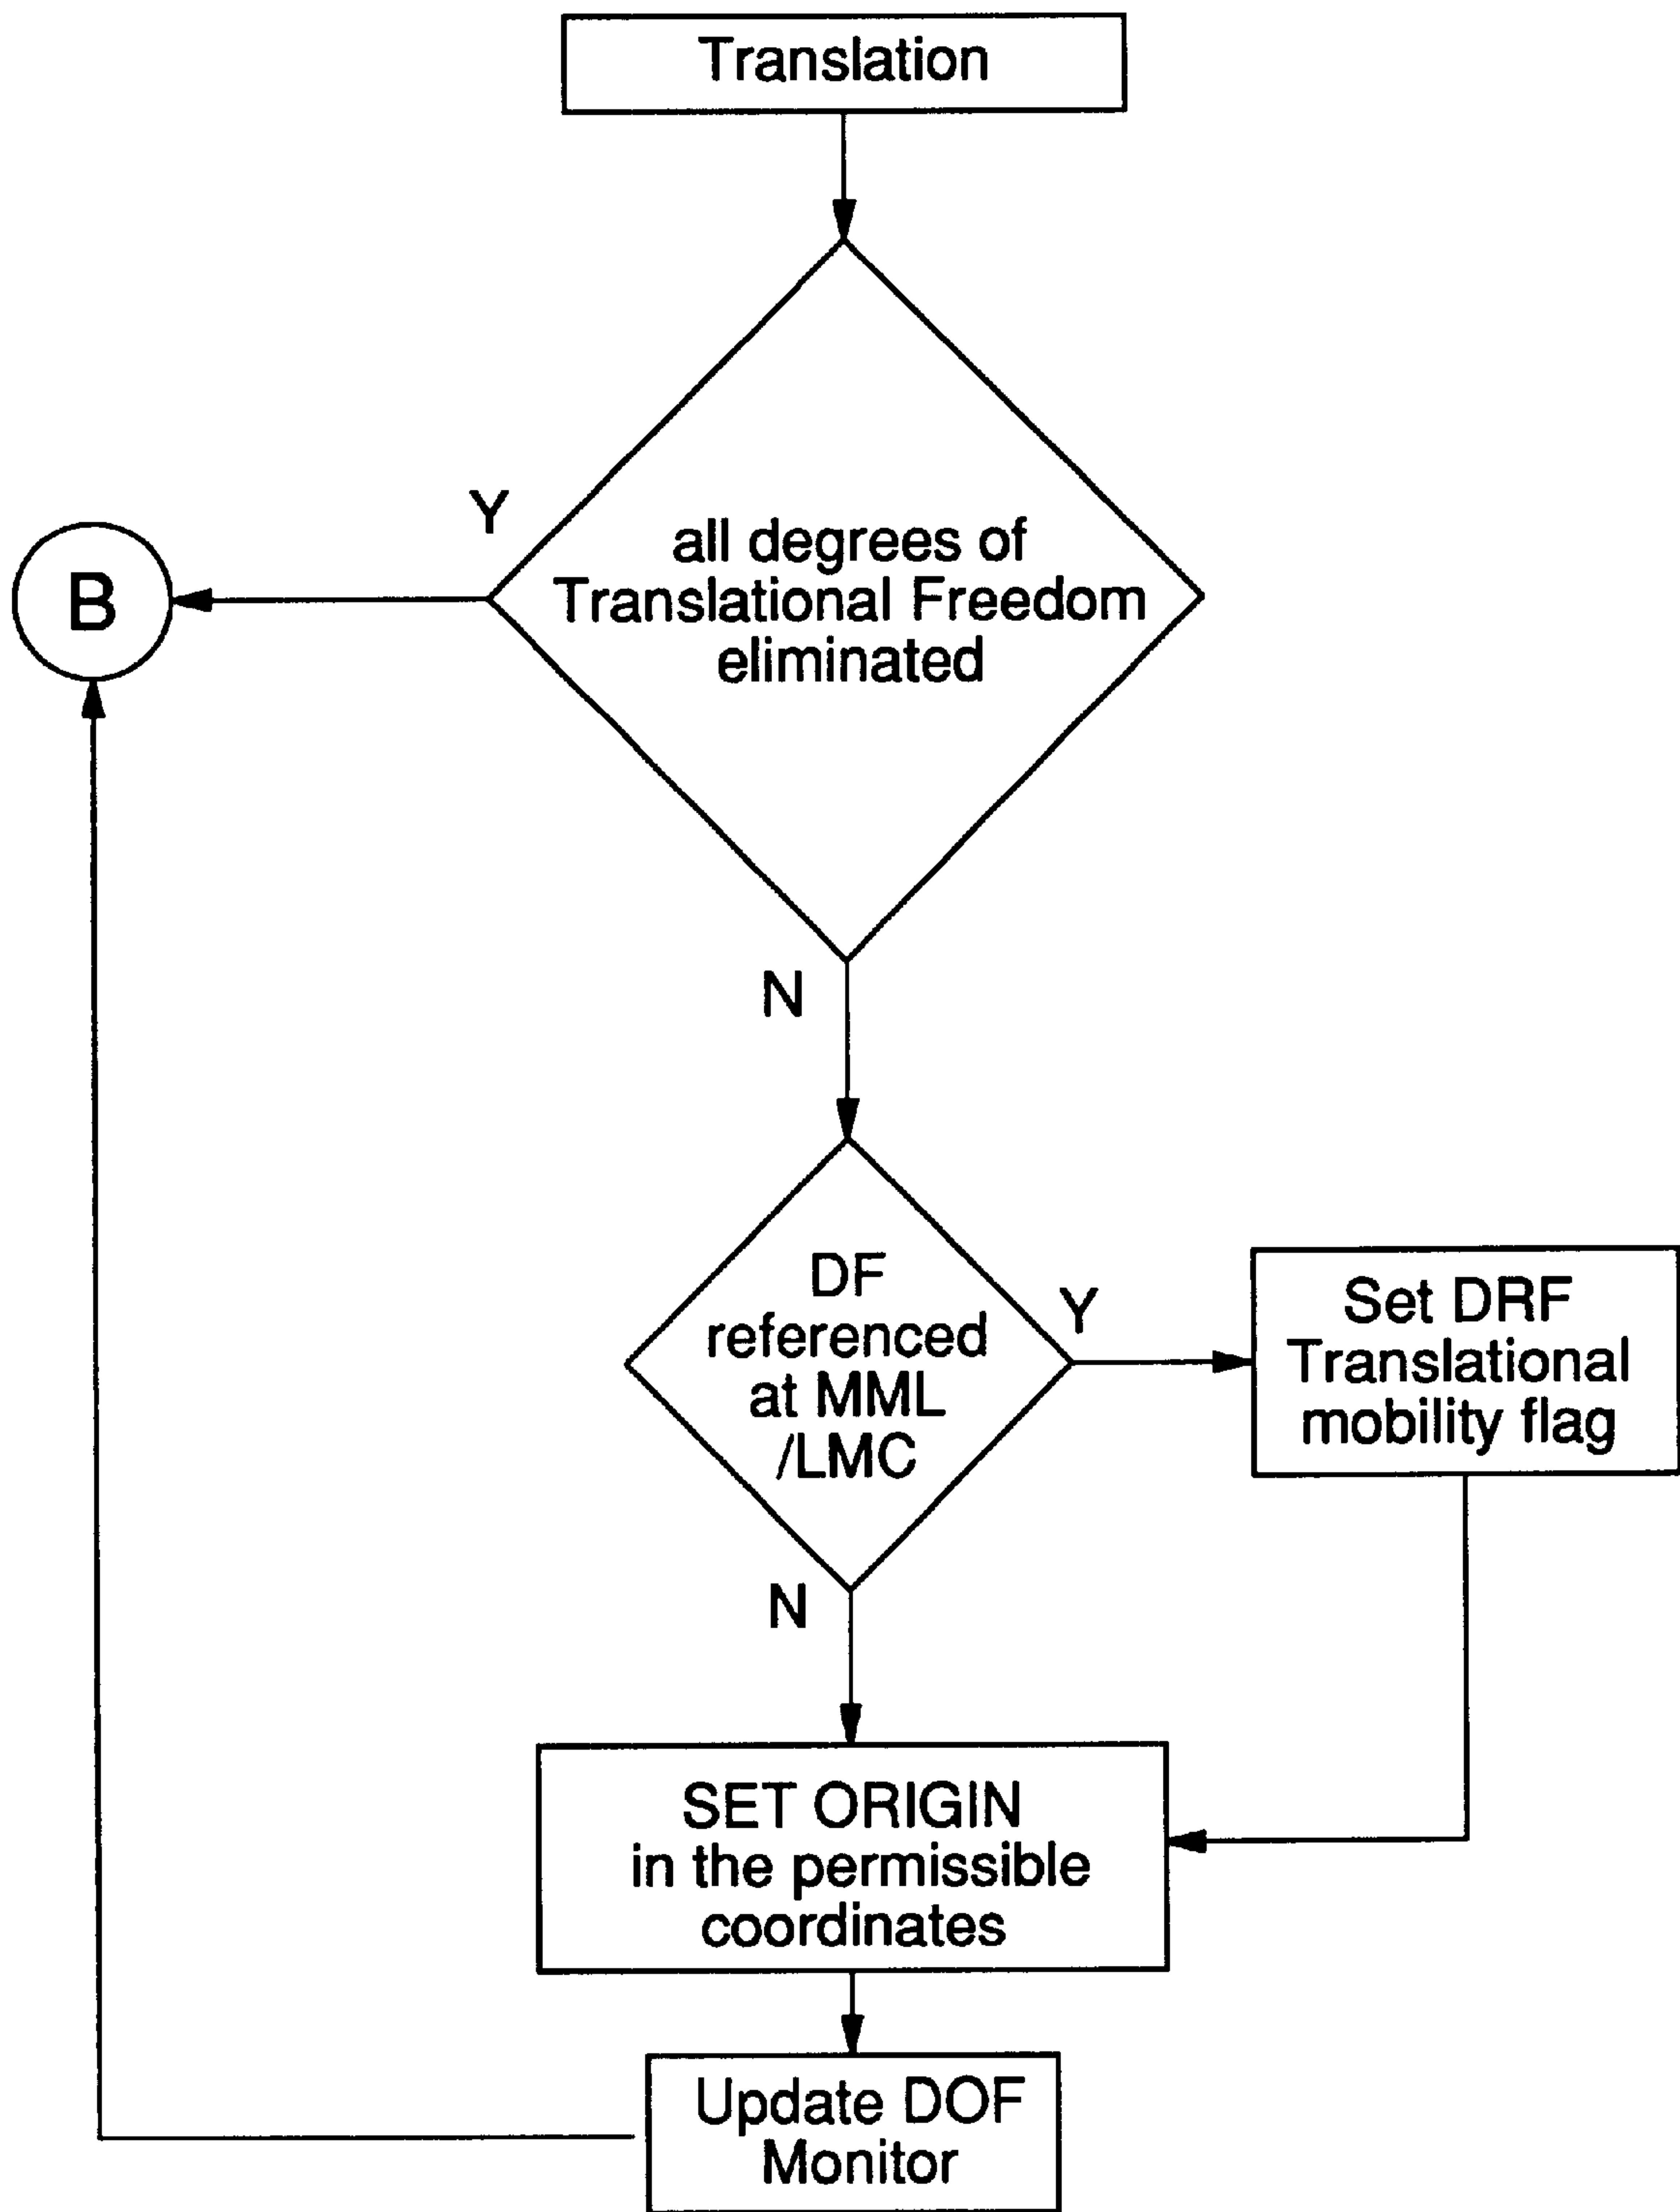 Translation
Y
B
all degrees of
Translational Freedom
eliminated
N
DF
referenced
at MML
/LMC
Y
Set DRF
Translational
mobility flag
N
SET ORIGIN
in the permissible
coordinates
Update DOF
Monitor